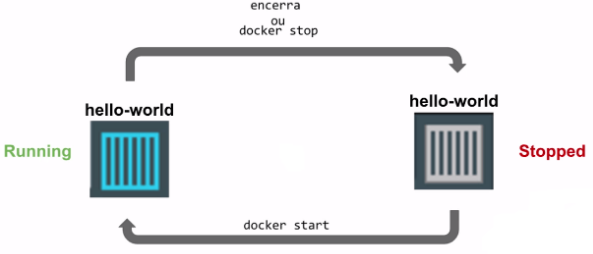 encerra
ou
docker stop
hello-world
hello-world
Running
Stopped
docker start